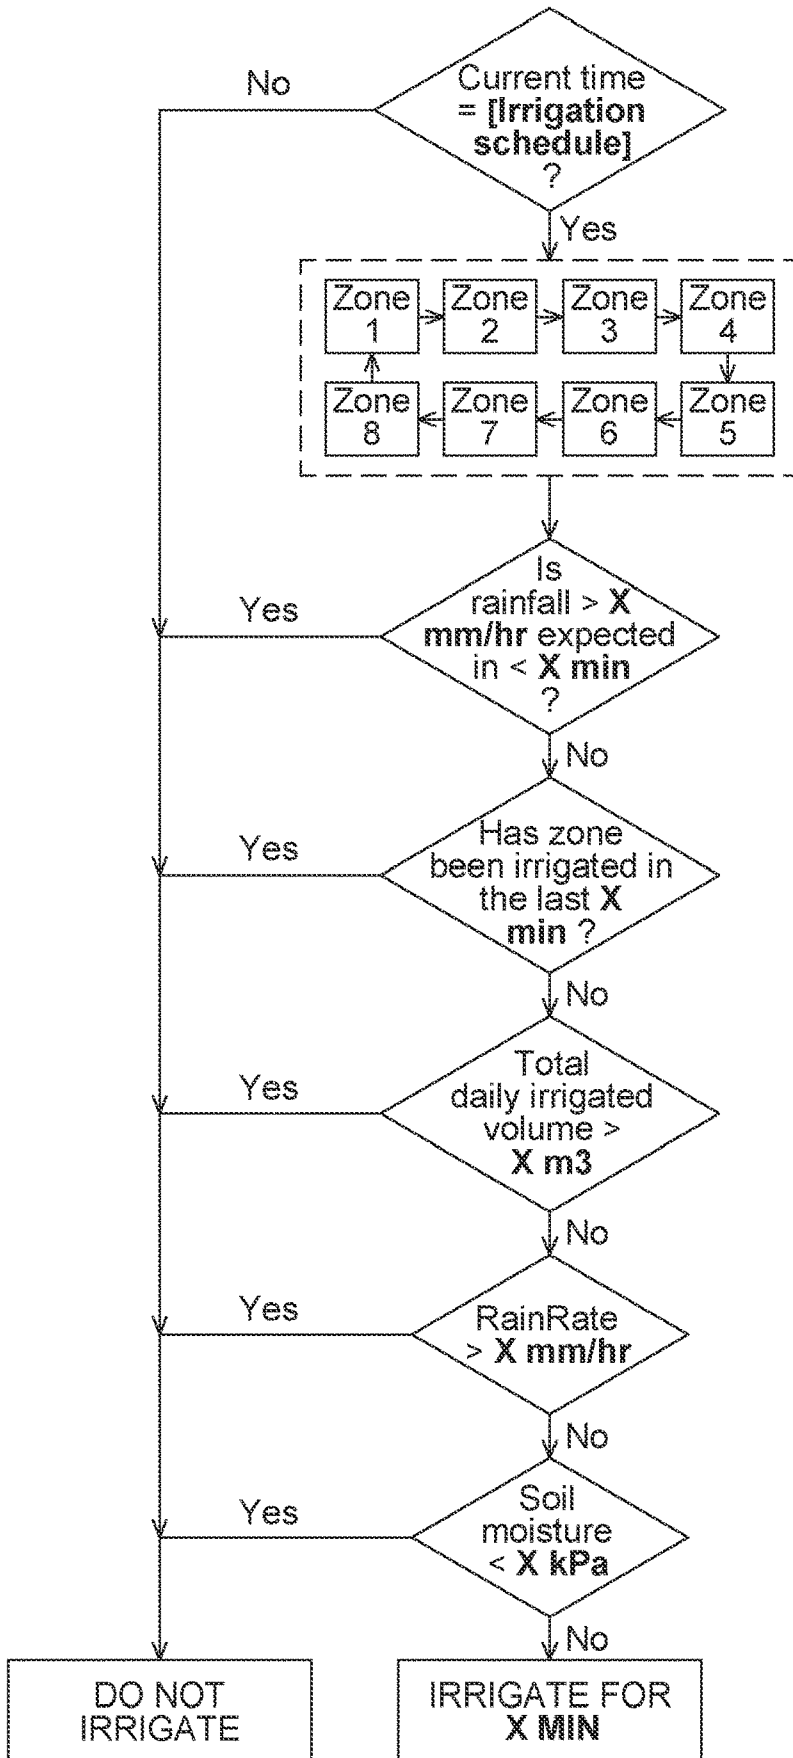 Current time
= [Irrigation
schedule]
?
No
Yes
Zone
1
Zone
2
Zone
3
Zone
4
Zone
8
Zone
7
Zone
6
Zone
5
Is
rainfall > X
mm/hr expected
in < X min
?
Yes
No
Has zone
been irrigated in
the last X
min ?
Yes
No
Total
daily irrigated
volume >
X m3
Yes
No
RainRate
> X mm/hr
Yes
No
Soil
moisture
< X kPa
Yes
No
DO NOT
IRRIGATE
IRRIGATE FOR
X MIN